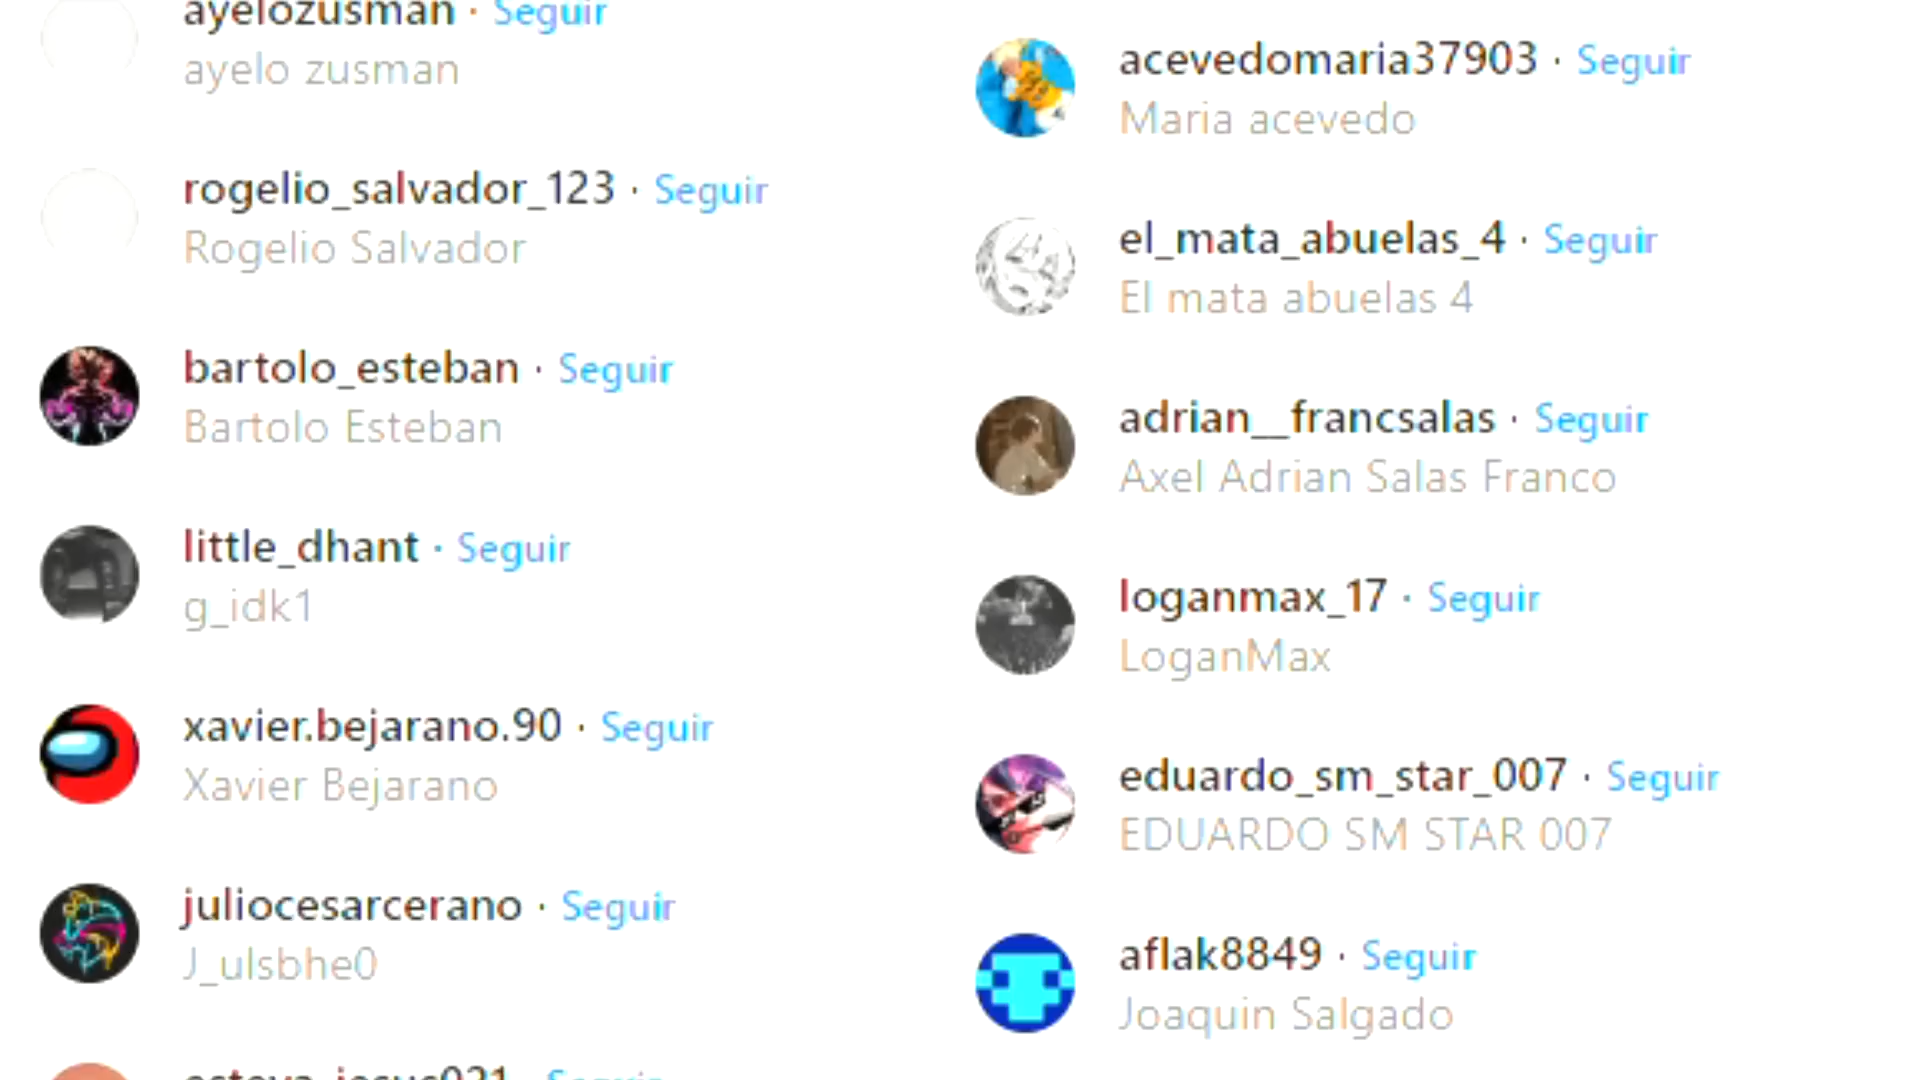 ayelozusman · Seguir
ayelo zusman
rogelio_salvador_123 · Seguir
Rogelio Salvador
bartolo_esteban · Seguir
Bartolo Esteban
little_dhant · Seguir
g_idk1
xavier.bejarano.90 · Seguir
Xavier Bejarano
juliocesarcerano · Seguir
J_ulsbhe0
Seguir
acevedomaria37903 · Seguir
Maria acevedo
el_mata_abuelas_4 · Seguir
El mata abuelas 4
adrian__francsalas · Seguir
Axel Adrian Salas Franco
loganmax_17 · Seguir
LoganMax
eduardo_sm_star_007 · Seguir
EDUARDO SM STAR 007
aflak8849 · Seguir
Joaquin Salgado